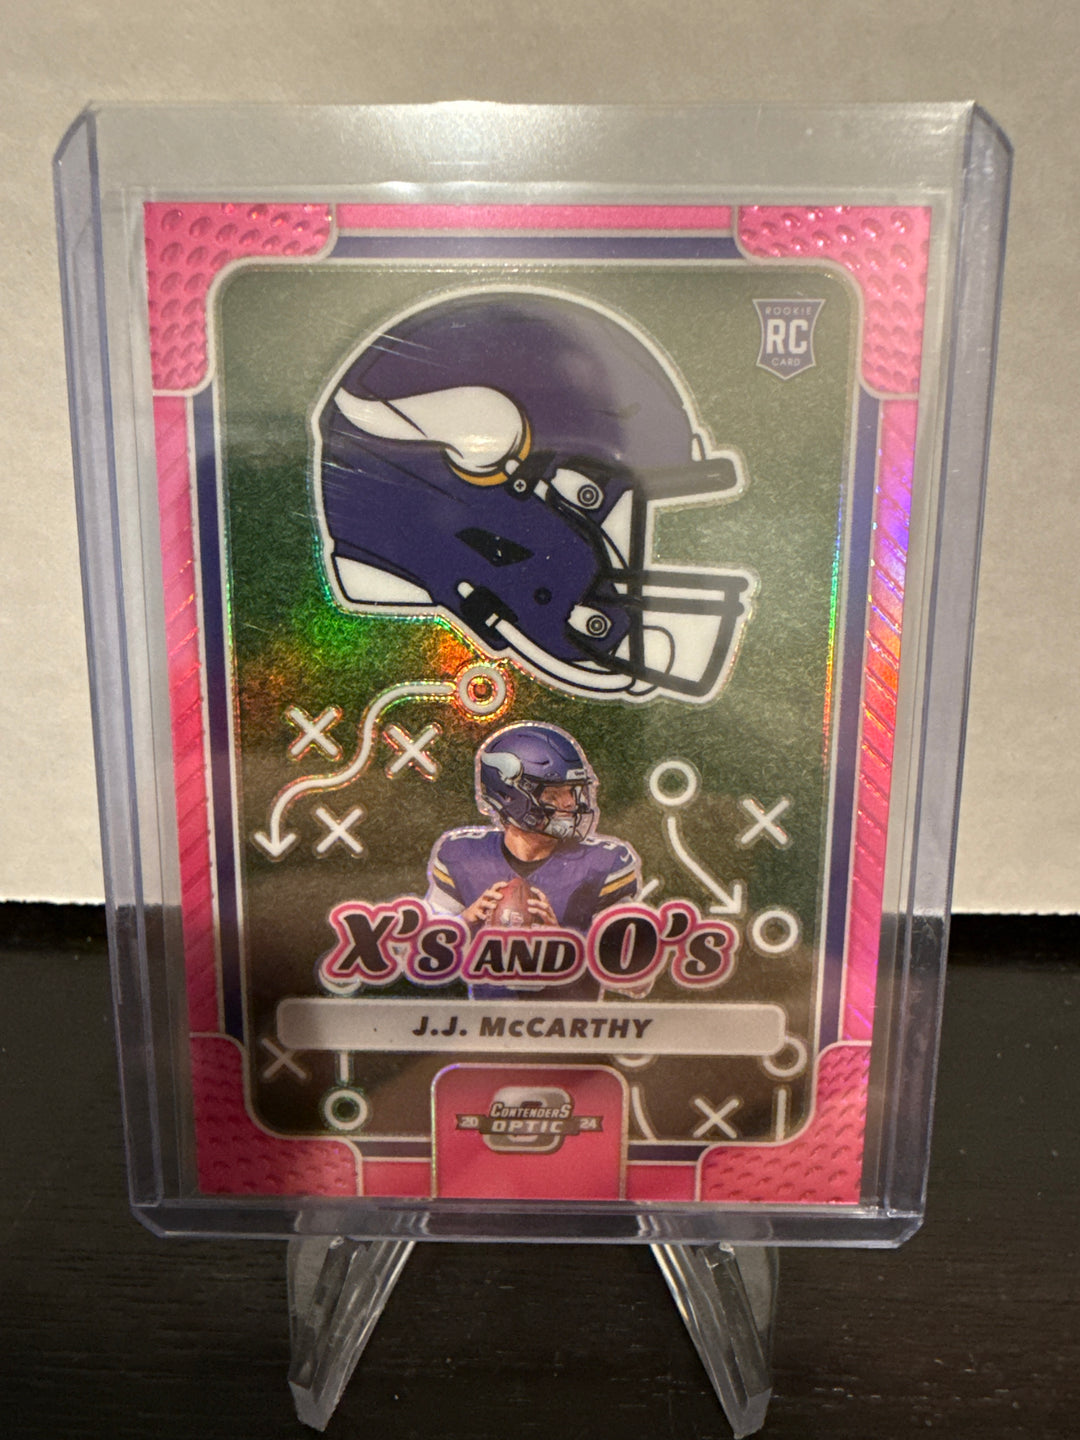 ROOKIE
RC
CARD
X'S AND O'S
J.J. McCARTHY
CONTENDERS
20 OPTIC 24